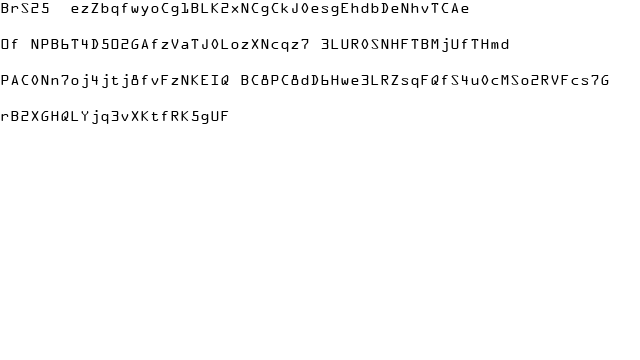 BrS25  ezZbqfwyoCg1BLK2xNCgCkJ0esgEhdbDeNhvTCAe
Of NPB6T4D5O2GAfzVaTJ0LozXNcqz7 3LUR0SNHFTBMjUfTHmd
PAC0Nn7oj4jtj8fvFzNKEIQ BC8PC8dD6Hwe3LRZsqFQfS4u0cMSo2RVFcs7G
rB2XGHQLYjq3vXKtfRK5gUF